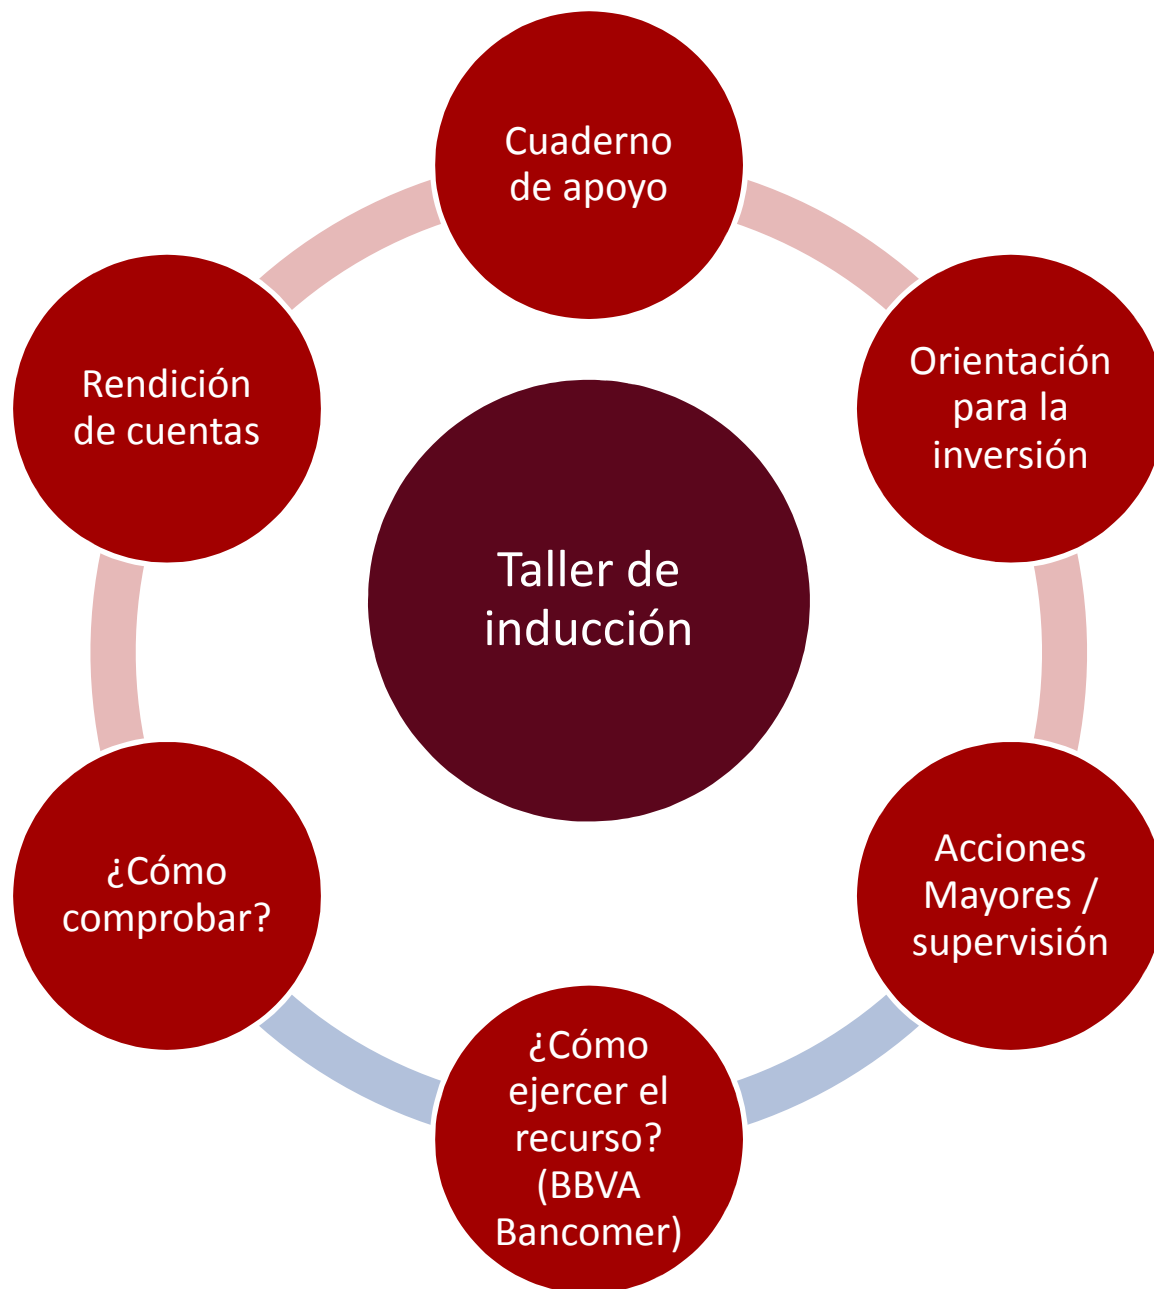 Cuaderno
de apoyo
Orientación
para la
inversión
Acciones
Mayores /
supervisión
¿Cómo
ejercer el
recurso?
(BBVA
Bancomer)
¿Cómo
comprobar?
Rendición
de cuentas
Taller de
inducción